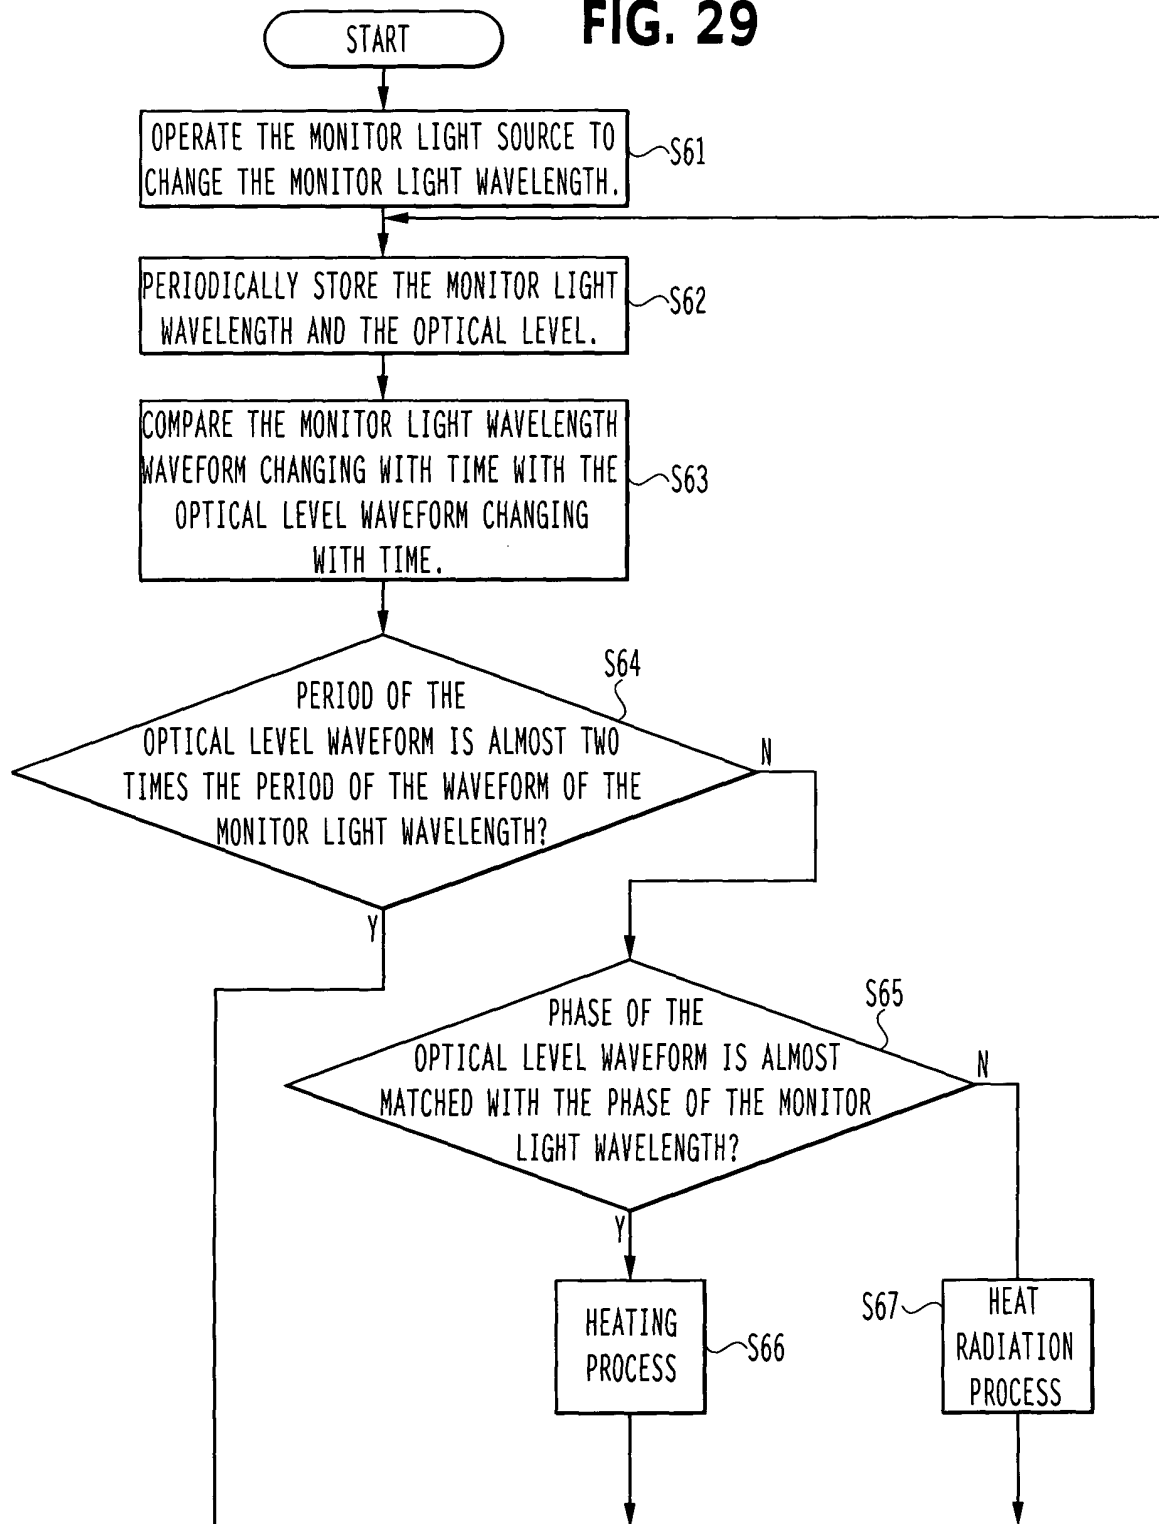 FIG. 29
START
OPERATE THE MONITOR LIGHT SOURCE TO
CHANGE THE MONITOR LIGHT WAVELENGTH.
S61
PERIODICALLY STORE THE MONITOR LIGHT
WAVELENGTH AND THE OPTICAL LEVEL.
S62
COMPARE THE MONITOR LIGHT WAVELENGTH
WAVEFORM CHANGING WITH TIME WITH THE
OPTICAL LEVEL WAVEFORM CHANGING
WITH TIME.
S63
S64
PERIOD OF THE
OPTICAL LEVEL WAVEFORM IS ALMOST TWO
TIMES THE PERIOD OF THE WAVEFORM OF THE
MONITOR LIGHT WAVELENGTH?
N
Y
S65
PHASE OF THE
OPTICAL LEVEL WAVEFORM IS ALMOST
MATCHED WITH THE PHASE OF THE MONITOR
LIGHT WAVELENGTH?
N
Y
HEATING
PROCESS
S66
S67
HEAT
RADIATION
PROCESS